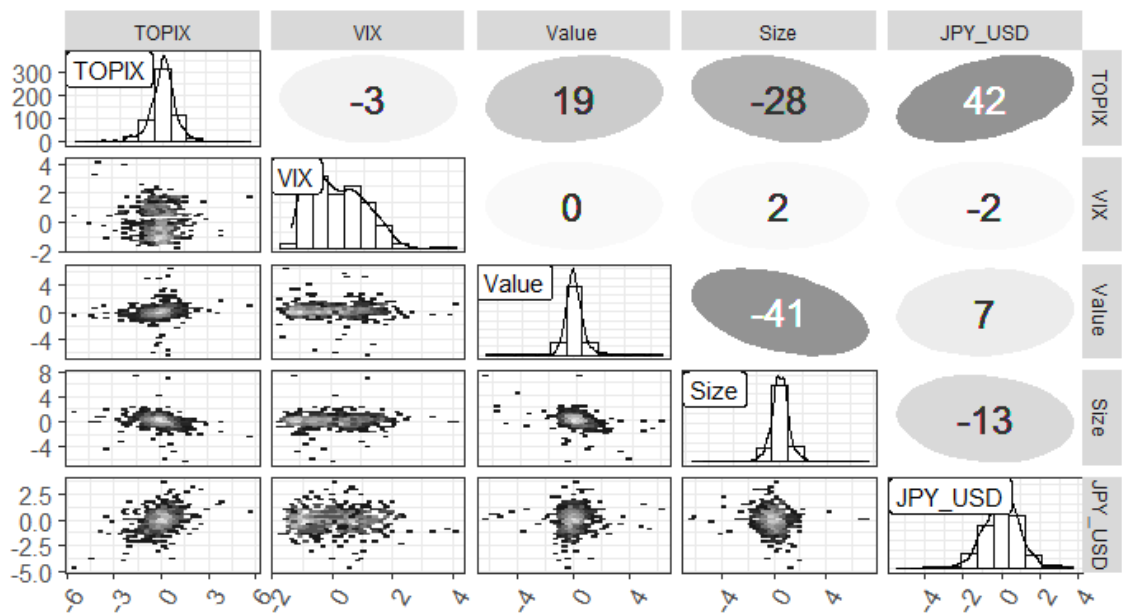 TOPIX VIX Value Size JPY_USD
300
200
100
0
TOPIX
-3
19
-28
42
TOPIX
4
2
0
-2
VIX
0
2
-2
VIX
4
0
-4
Value
-41
7
Value
8
4
0
-4
Size
-13
Size
2.5
0.0
-2.5
-5.0
JPY_USD
JPY_USD
-6 -3 0 3 6 -2 0 2 4 -4 0 4 -4 0 4 -4 -2 0 2 4